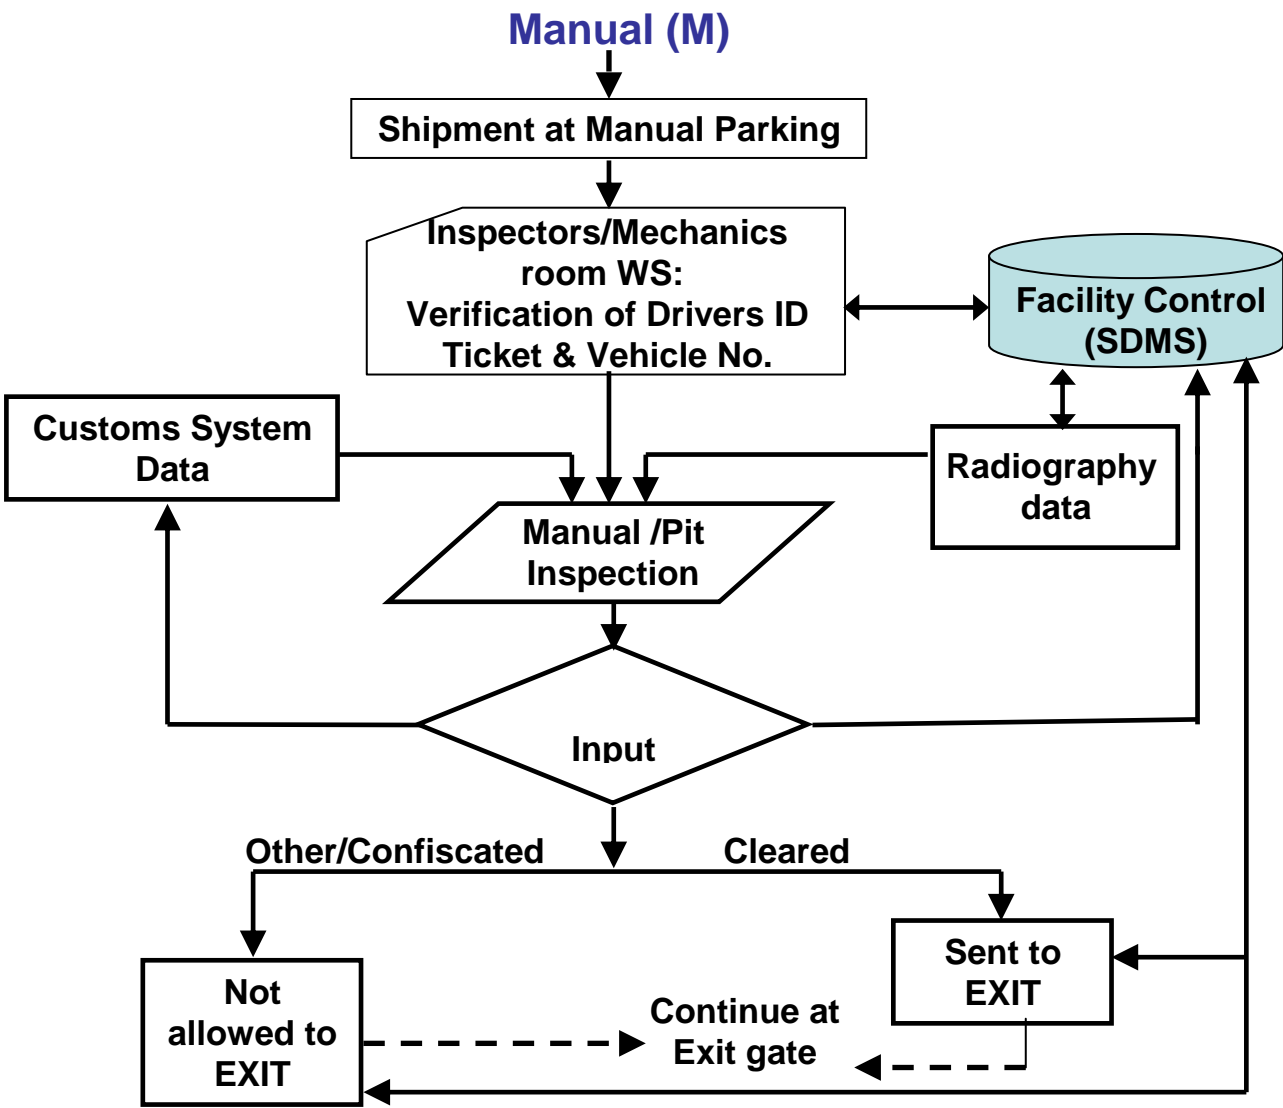 Manual (M)
Shipment at Manual Parking
Inspectors/Mechanics
room WS:
Verification of Drivers ID
Ticket & Vehicle No.
Facility Control
(SDMS)
Customs System
Data
Radiography
data
Manual /Pit
Inspection
Input
Other/Confiscated
Cleared
Sent to
EXIT
Not
allowed to
EXIT
Continue at
Exit gate